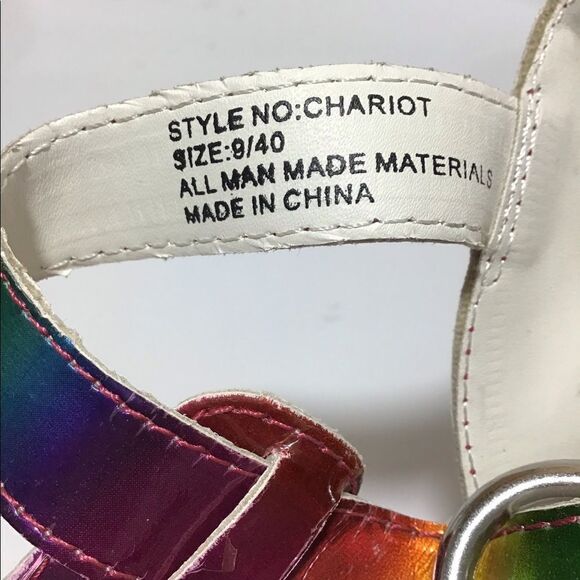 STYLE NO:CHARIOT
SIZE:9/40
ALL MAN MADE MATERIALS
MADE IN CHINA